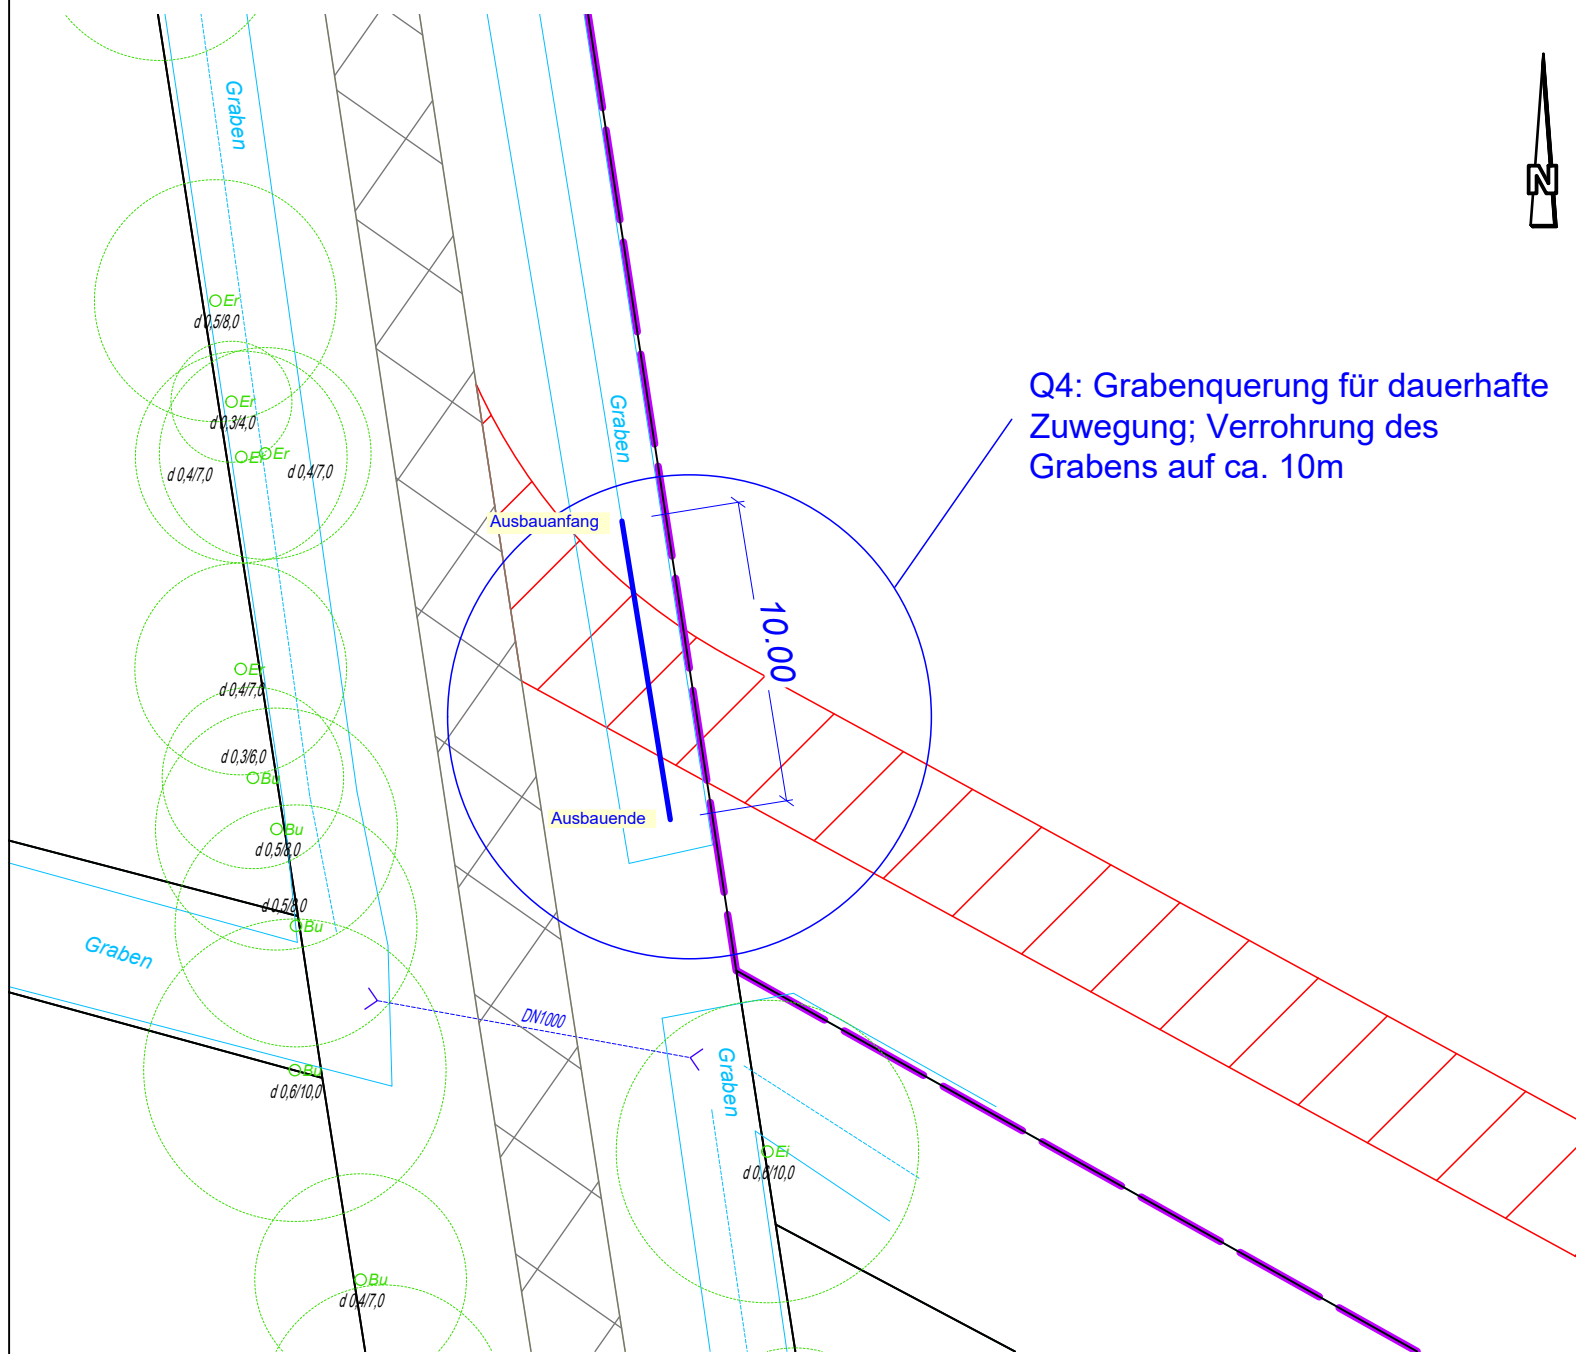 Graben
N
Er
d 0,5/8,0
Er
d 0,3/4,0
Er
Er
d 0,4/7,0
d 0,4/7,0
Graben
Q4: Grabenquerung für dauerhafte
Zuwegung; Verrohrung des
Grabens auf ca. 10m
Ausbauanfang
10.00
Er
d 0,4/7,0
d 0,3/6,0
Bu
Ausbauende
Bu
d 0,5/8,0
d 0,5/8,0
Bu
Graben
DN1000
Graben
Bu
d 0,6/10,0
Ei
d 0,6/10,0
Bu
d 0,4/7,0